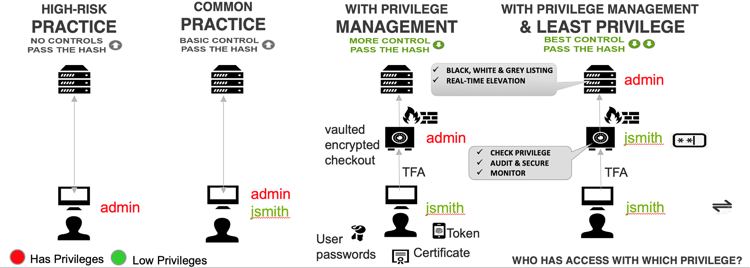 HIGH-RISK
PRACTICE
NO CONTROLS
PASS THE HASH
admin
COMMON
PRACTICE
BASIC CONTROL
PASS THE HASH
admin
jsmith
WITH PRIVILEGE
MANAGEMENT
MORE CONTROL
PASS THE HASH
vaulted
encrypted
checkout
admin
TFA
jsmith
User
passwords
Token
Certificate
WITH PRIVILEGE MANAGEMENT
& LEAST PRIVILEGE
BEST CONTROL
PASS THE HASH
✓ BLACK, WHITE & GREY LISTING
✓ REAL-TIME ELEVATION
admin
jsmith
**
✓ CHECK PRIVILEGE
✓ AUDIT & SECURE
✓ MONITOR
TFA
jsmith
Has Privileges
Low Privileges
WHO HAS ACCESS WITH WHICH PRIVILEGE?